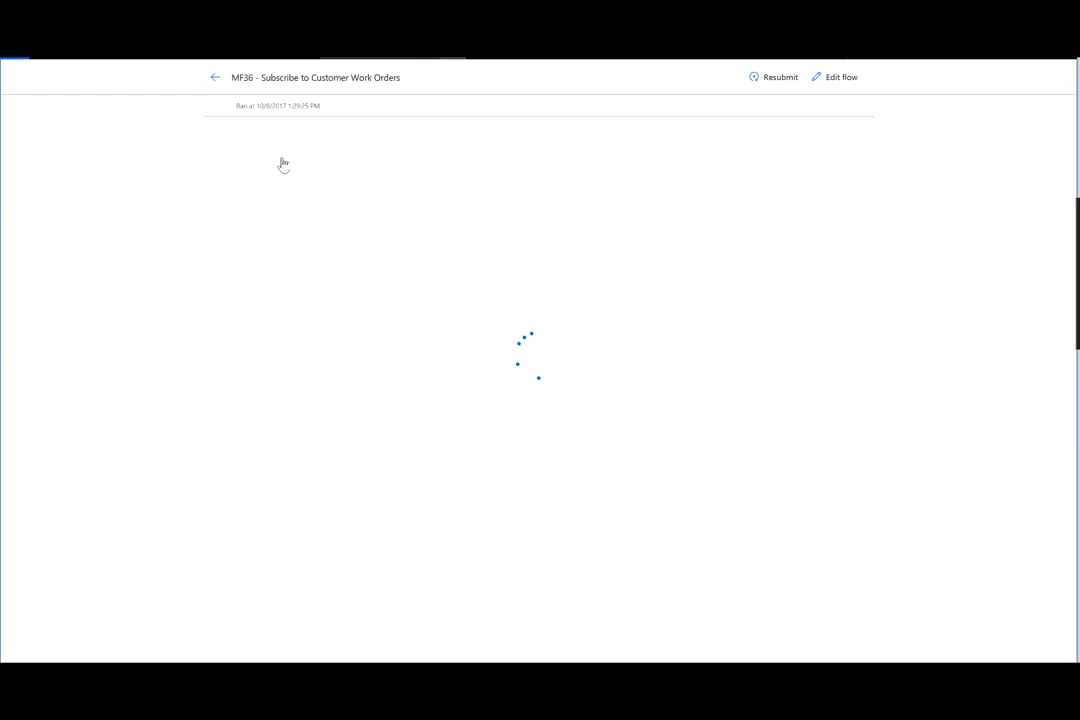 MF36 - Subscribe to Customer Work Orders
Resubmit
Edit flow
Ran at 10/9/2017 1:29:25 PM